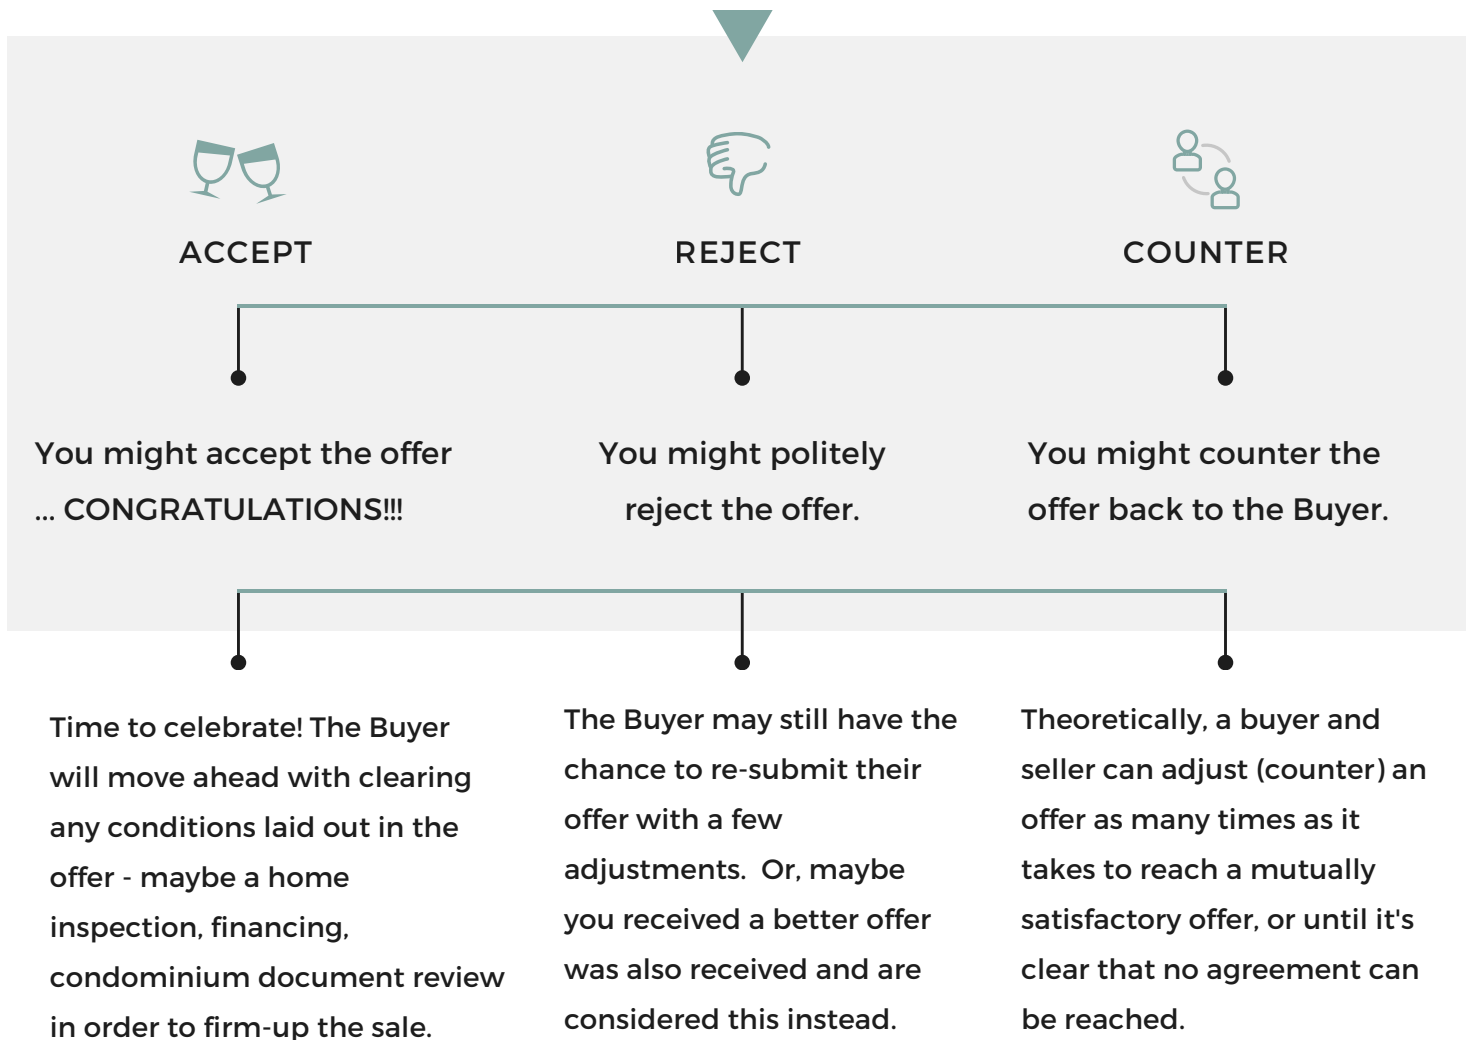 ACCEPT
REJECT
COUNTER
You might accept the offer
... CONGRATULATIONS!!!
You might politely
reject the offer.
You might counter the
offer back to the Buyer.
Time to celebrate! The Buyer
will move ahead with clearing
any conditions laid out in the
offer - maybe a home
inspection, financing,
condominium document review
in order to firm-up the sale.
The Buyer may still have the
chance to re-submit their
offer with a few
adjustments.  Or, maybe
you received a better offer
was also received and are
considered this instead.
Theoretically, a buyer and
seller can adjust (counter) an
offer as many times as it
takes to reach a mutually
satisfactory offer, or until it's
clear that no agreement can
be reached.